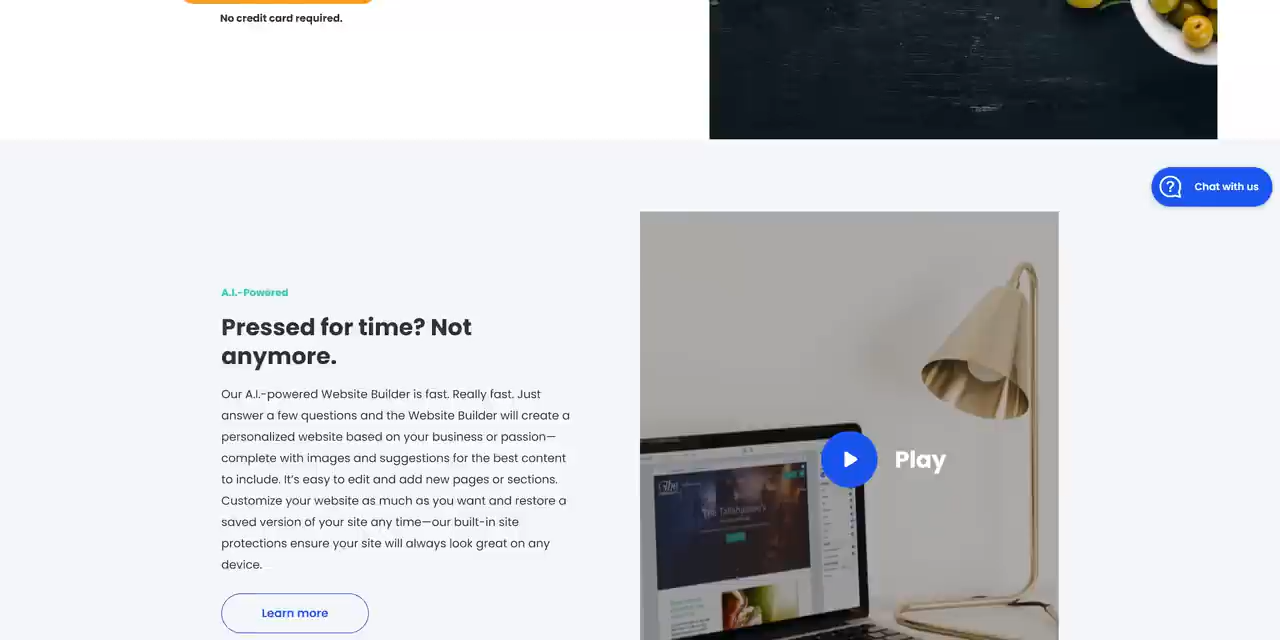 No credit card required.
Chat with us
A.I.-Powered
Pressed for time? Not
anymore.
Our A.I.-powered Website Builder is fast. Really fast. Just
answer a few questions and the Website Builder will create a
personalized website based on your business or passion—
complete with images and suggestions for the best content
to include. It's easy to edit and add new pages or sections.
Customize your website as much as you want and restore a
saved version of your site any time—our built-in site
protections ensure your site will always look great on any
device.
Learn more
Play